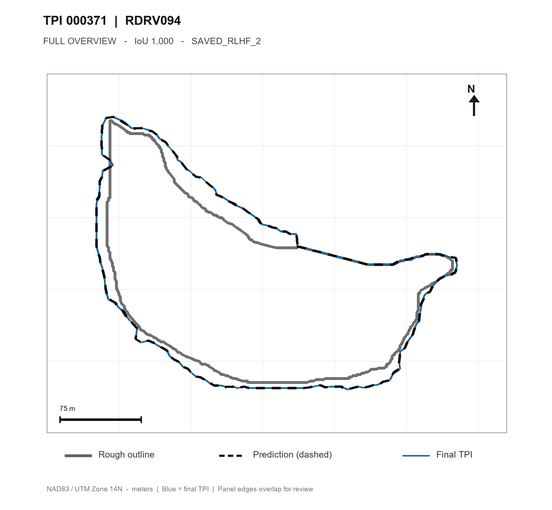 TPI 000371 | RDRV094
FULL OVERVIEW - IoU 1.000 - SAVED_RLHF_2
N
75 m
Rough outline
Prediction (dashed)
Final TPI
NAD83 / UTM Zone 14N - meters | Blue = final TPI | Panel edges overlap for review